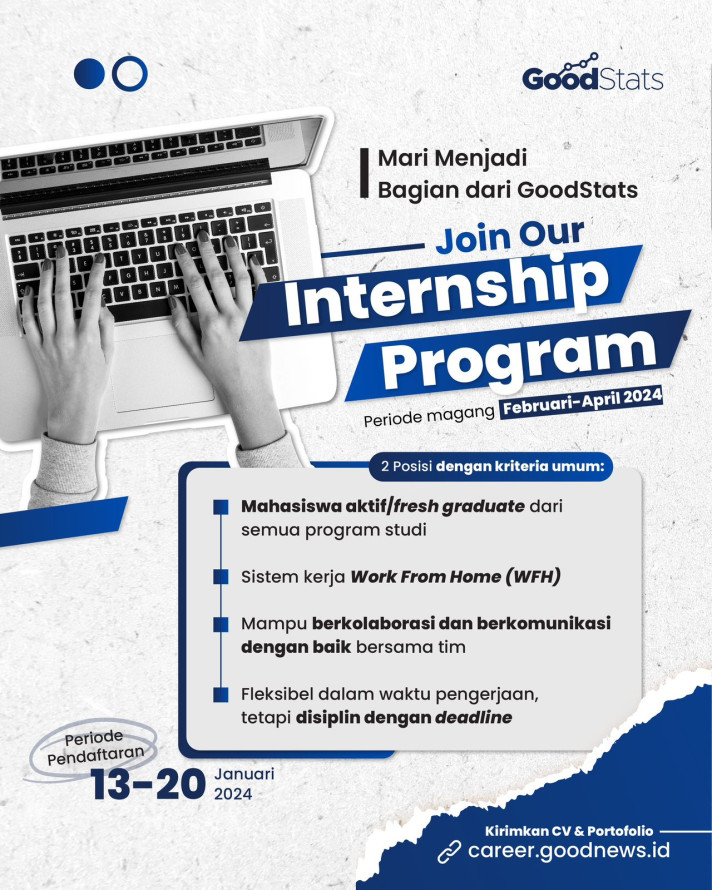 GoodStats
Mari Menjadi
Bagian dari GoodStats
Join Our
Internship
Program
Periode magang Februari-April 2024
2 Posisi dengan kriteria umum:
Mahasiswa aktif/fresh graduate dari
semua program studi
Sistem kerja Work From Home (WFH)
Mampu berkolaborasi dan berkomunikasi
dengan baik bersama tim
Fleksibel dalam waktu pengerjaan,
tetapi disiplin dengan deadline
Periode
Pendaftaran
13-20 Januari
2024
Kirimkan CV & Portofolio
career.goodnews.id